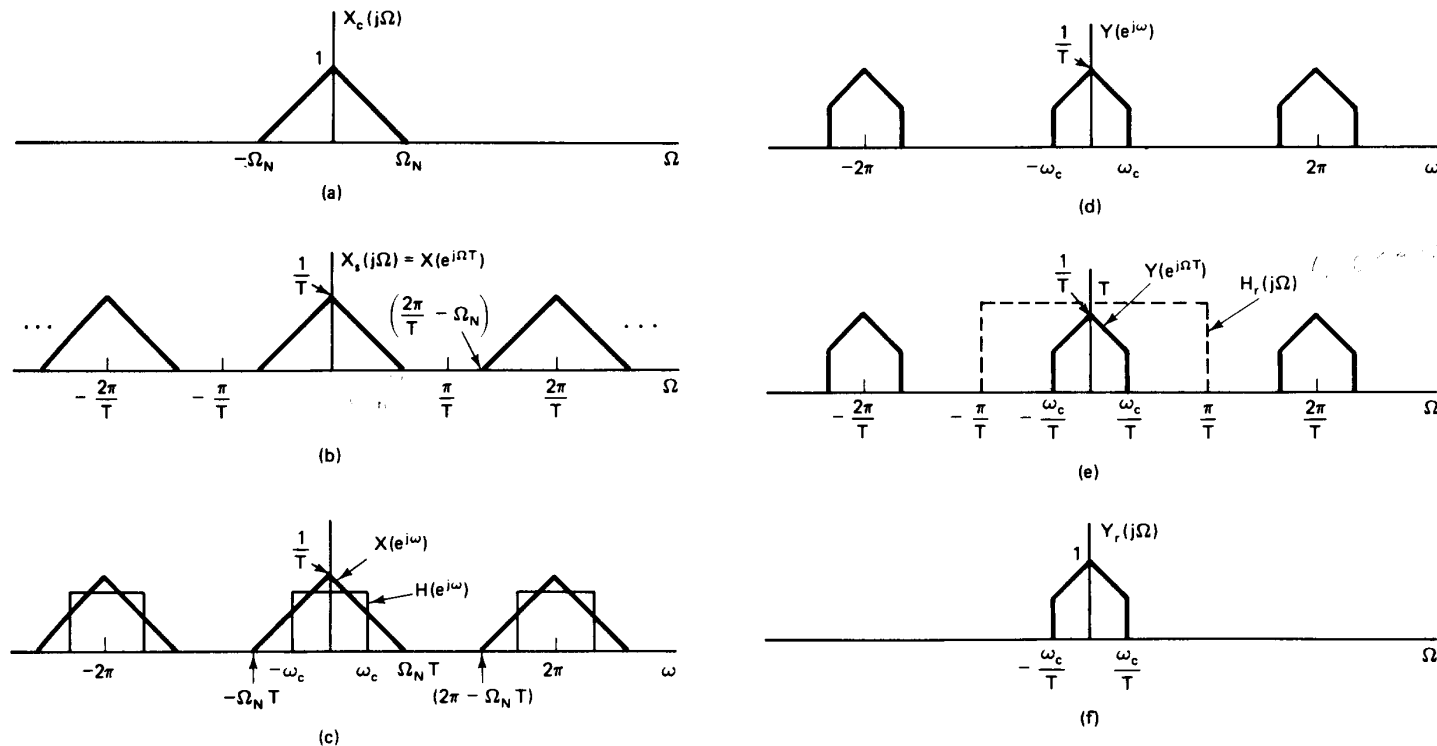 X_c(jΩ)
1
-Ω_N
Ω_N
Ω
(a)
X_s(jΩ) = X(e^{jΩT})
1/T
(2π/T - Ω_N)
...
...
- 2π/T
- π/T
π/T
2π/T
Ω
(b)
1/T
X(e^{jω})
H(e^{jω})
-2π
-ω_c
ω_c
Ω_N T
2π
ω
-Ω_N T
(2π - Ω_N T)
(c)
1/T
Y(e^{jω})
-2π
-ω_c
ω_c
2π
ω
(d)
1/T
T
Y(e^{jΩT})
H_r(jΩ)
- 2π/T
- π/T
- ω_c/T
ω_c/T
π/T
2π/T
Ω
(e)
Y_r(jΩ)
1
- ω_c/T
ω_c/T
Ω
(f)